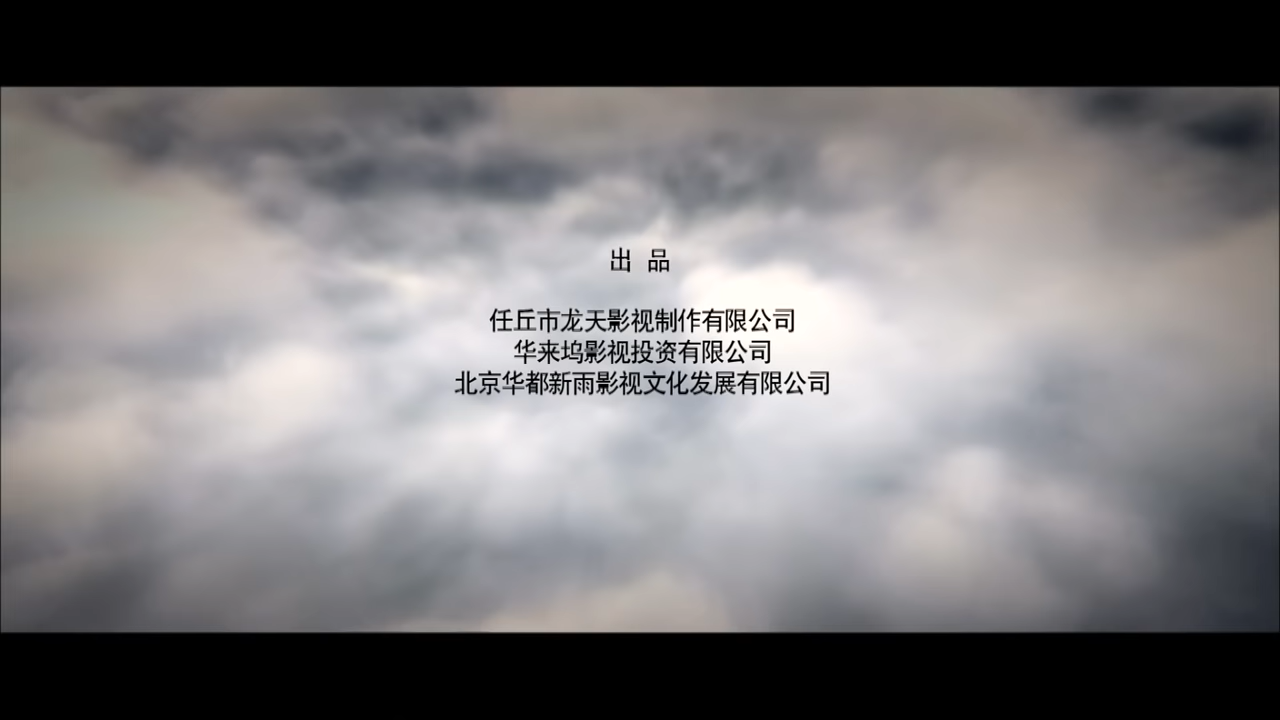 出 品
任丘市龙天影视制作有限公司
华来坞影视投资有限公司
北京华都新雨影视文化发展有限公司